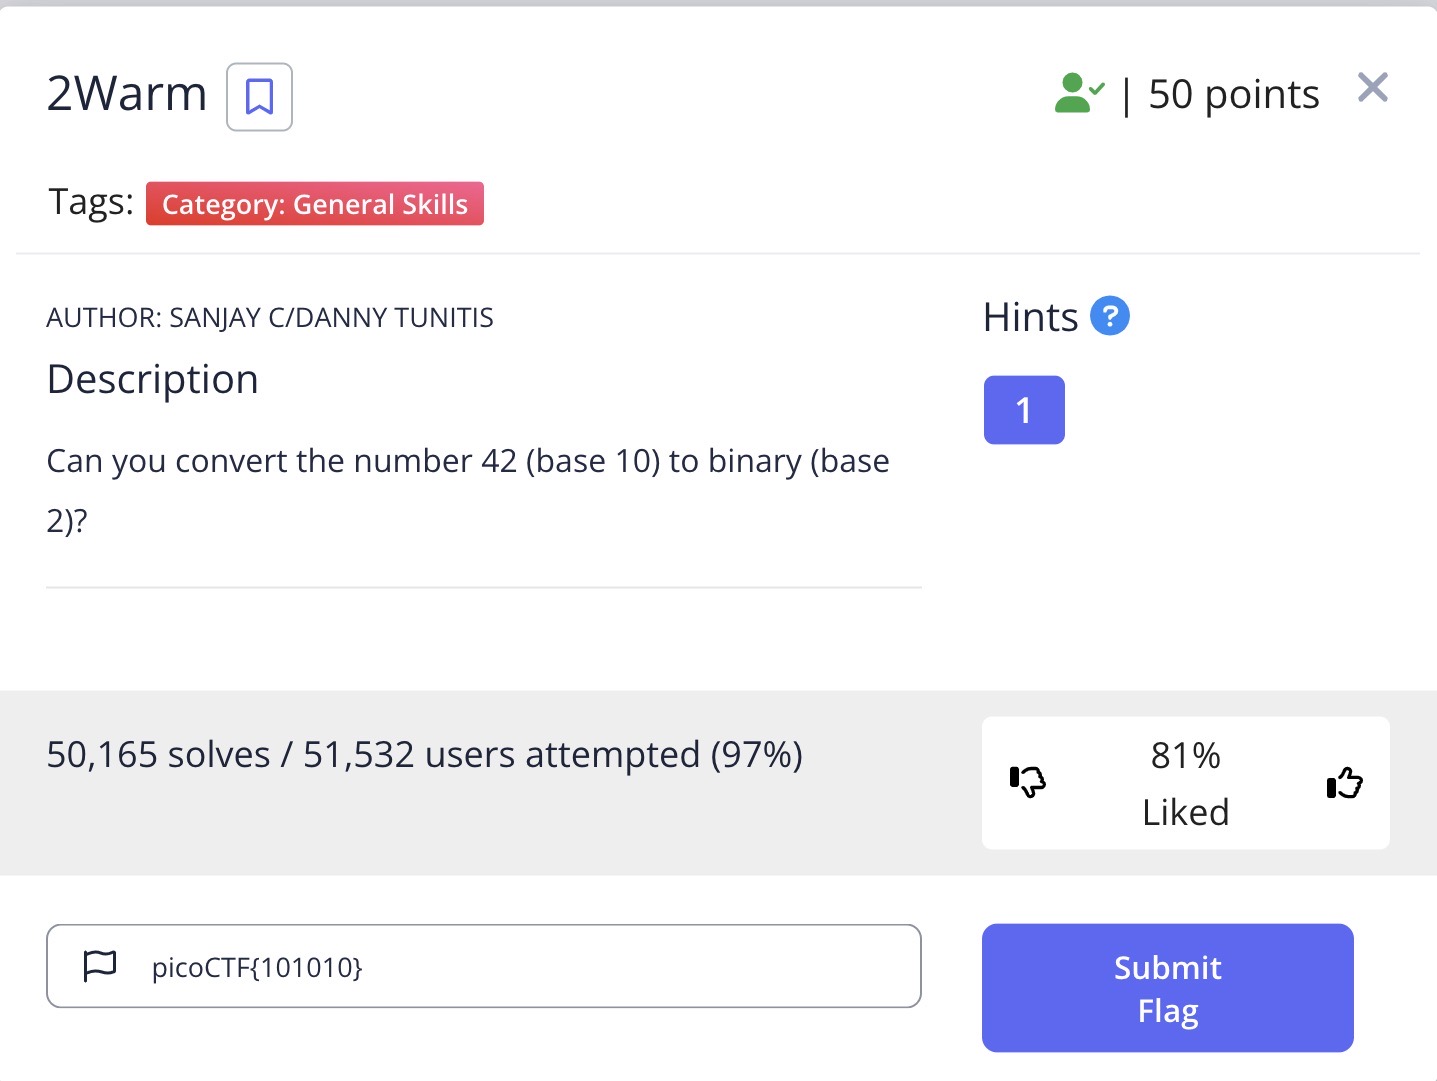 2Warm
| 50 points
Tags: Category: General Skills
AUTHOR: SANJAY C/DANNY TUNITIS
Description
Can you convert the number 42 (base 10) to binary (base
2)?
Hints ?
1
50,165 solves / 51,532 users attempted (97%)
81%
Liked
picoCTF{101010}
Submit
Flag